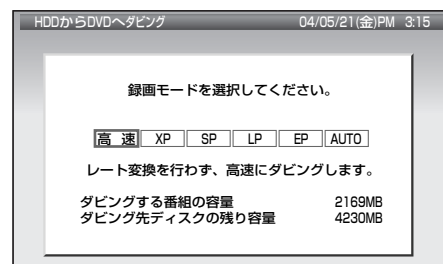 HDDからDVDへダビング 04/05/21(金)PM 3:15
録画モードを選択してください。
高 速 XP SP LP EP AUTO
レート変換を行わず、高速にダビングします。
ダビングする番組の容量 2169MB
ダビング先ディスクの残り容量 4230MB